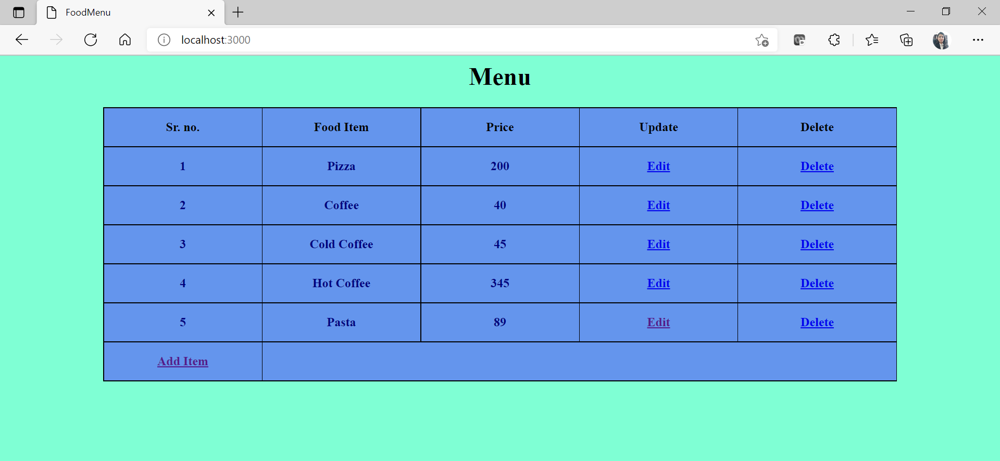 FoodMenu
localhost:3000
Menu
Sr. no. Food Item Price Update Delete
1 Pizza 200 Edit Delete
2 Coffee 40 Edit Delete
3 Cold Coffee 45 Edit Delete
4 Hot Coffee 345 Edit Delete
5 Pasta 89 Edit Delete
Add Item